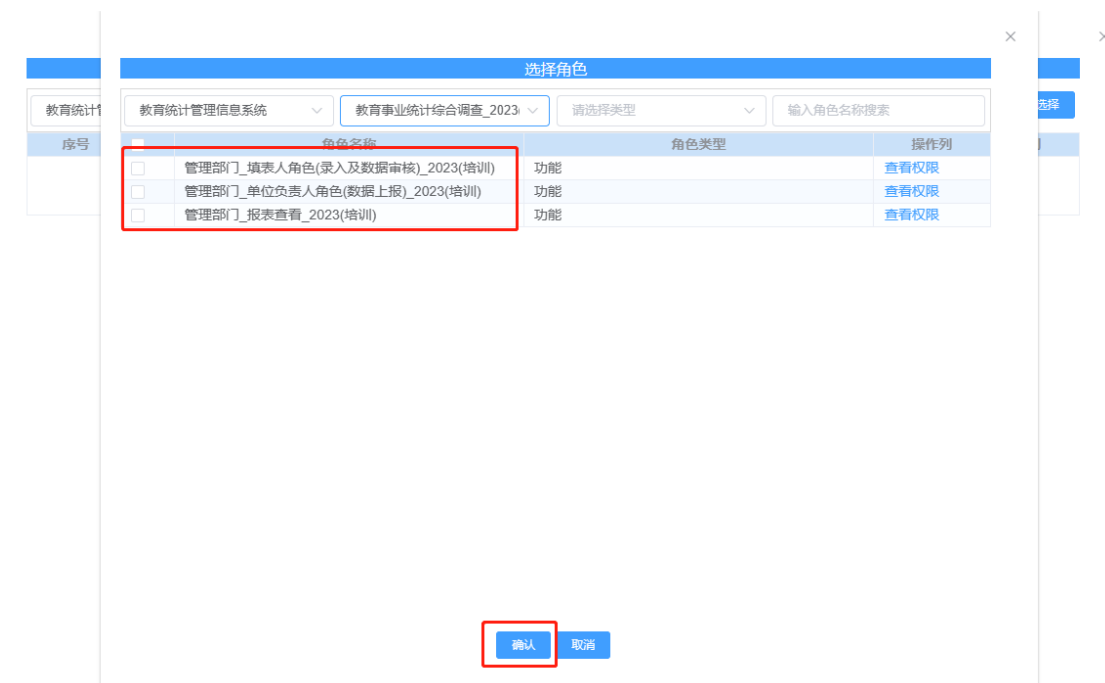 选择角色
教育统计管理信息系统
教育事业统计综合调查_2023
请选择类型
输入角色名称搜索
选择
教育统计
序号
角色名称
角色类型
操作列
管理部门_填表人角色(录入及数据审核)_2023(培训)
功能
查看权限
管理部门_单位负责人角色(数据上报)_2023(培训)
功能
查看权限
管理部门_报表查看_2023(培训)
功能
查看权限
确认
取消